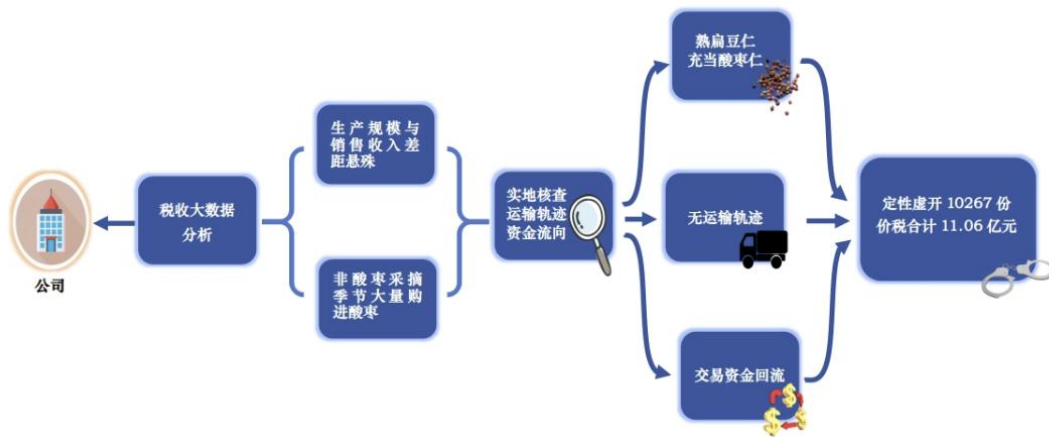 公司
税收大数据
分析
生产规模与
销售收入差
距悬殊
非酸枣采摘
季节大量购
进酸枣
实地核查
运输轨迹
资金流向
熟扁豆仁
充当酸枣仁
无运输轨迹
交易资金回流
定性虚开 10267 份
价税合计 11.06 亿元